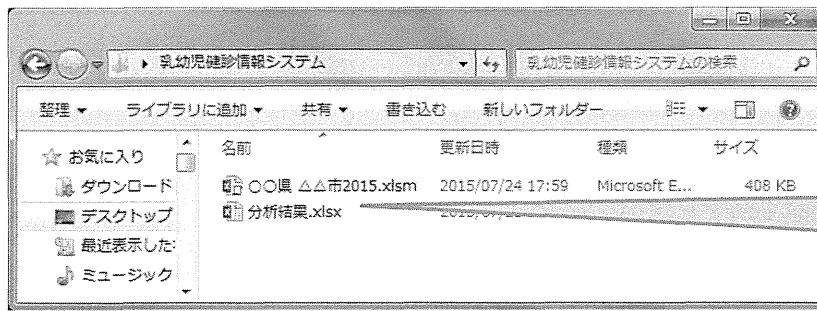 乳幼児健診情報システム
乳幼児健診情報システムの検索
整理 ライブラリに追加 共有 書き込む 新しいフォルダー
お気に入り
ダウンロード
デスクトップ
最近表示した
ミュージック
名前 更新日時 種類 サイズ
〇〇県 △△市2015.xlsm 2015/07/24 17:59 Microsoft E... 408 KB
分析結果.xlsx